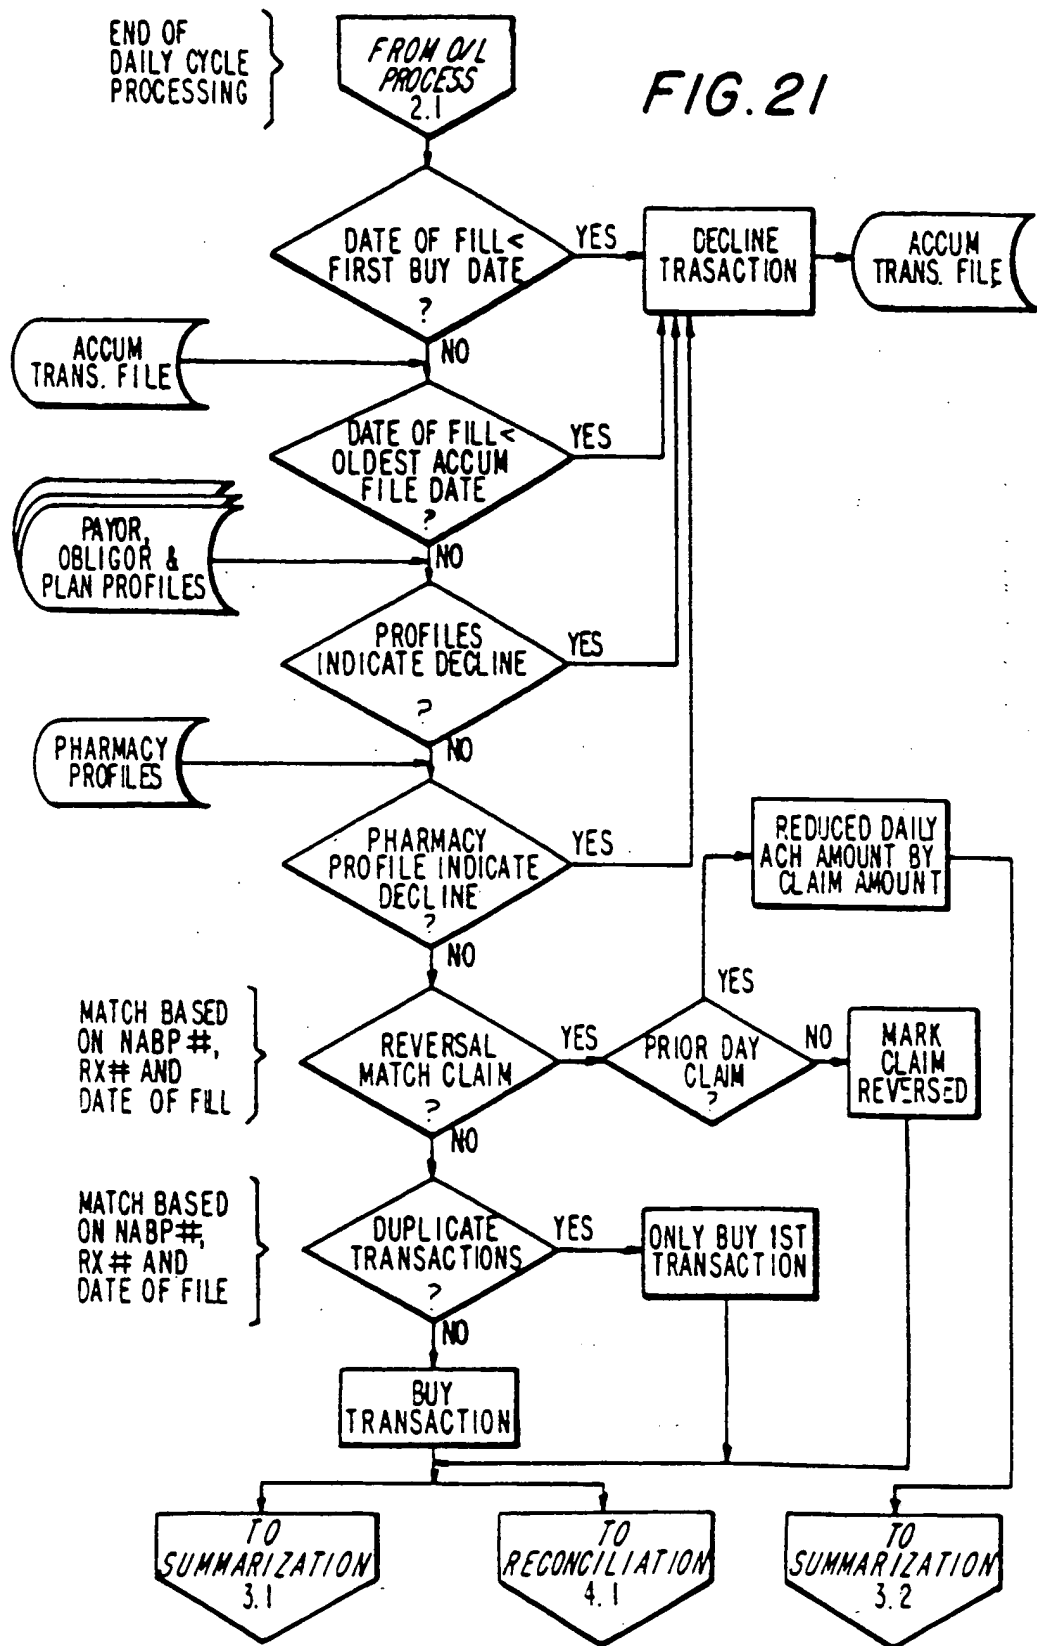 END OF
DAILY CYCLE
PROCESSING
FROM O/L
PROCESS
2.1
FIG.21
DATE OF FILL<
FIRST BUY DATE
?
YES
DECLINE
TRASACTION
ACCUM
TRANS. FILE
NO
ACCUM
TRANS. FILE
DATE OF FILL<
OLDEST ACCUM
FILE DATE
?
YES
NO
PAYOR,
OBLIGOR &
PLAN PROFILES
PROFILES
INDICATE DECLINE
?
YES
NO
PHARMACY
PROFILES
PHARMACY
PROFILE INDICATE
DECLINE
?
YES
NO
REDUCED DAILY
ACH AMOUNT BY
CLAIM AMOUNT
MATCH BASED
ON NABP #,
RX# AND
DATE OF FILL
REVERSAL
MATCH CLAIM
?
YES
PRIOR DAY
CLAIM
?
YES
NO
MARK
CLAIM
REVERSED
NO
MATCH BASED
ON NABP#,
RX# AND
DATE OF FILE
DUPLICATE
TRANSACTIONS
?
YES
ONLY BUY 1ST
TRANSACTION
NO
BUY
TRANSACTION
TO
SUMMARIZATION
3.1
TO
RECONCILIATION
4.1
TO
SUMMARIZATION
3.2